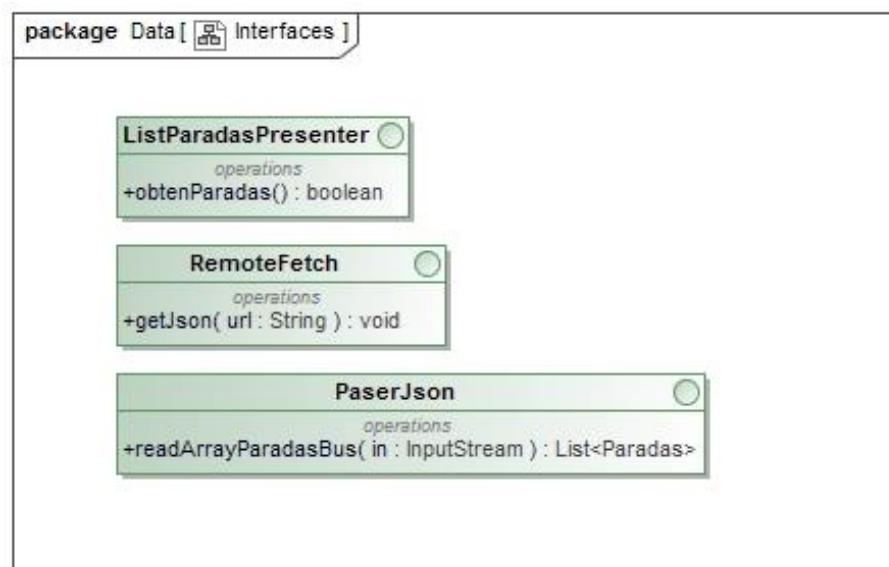 package Data [ Interfaces ]
ListParadasPresenter
operations
+obtenParadas() : boolean
RemoteFetch
operations
+getJson( url : String ) : void
PaserJson
operations
+readArrayParadasBus( in : InputStream ) : List<Paradas>